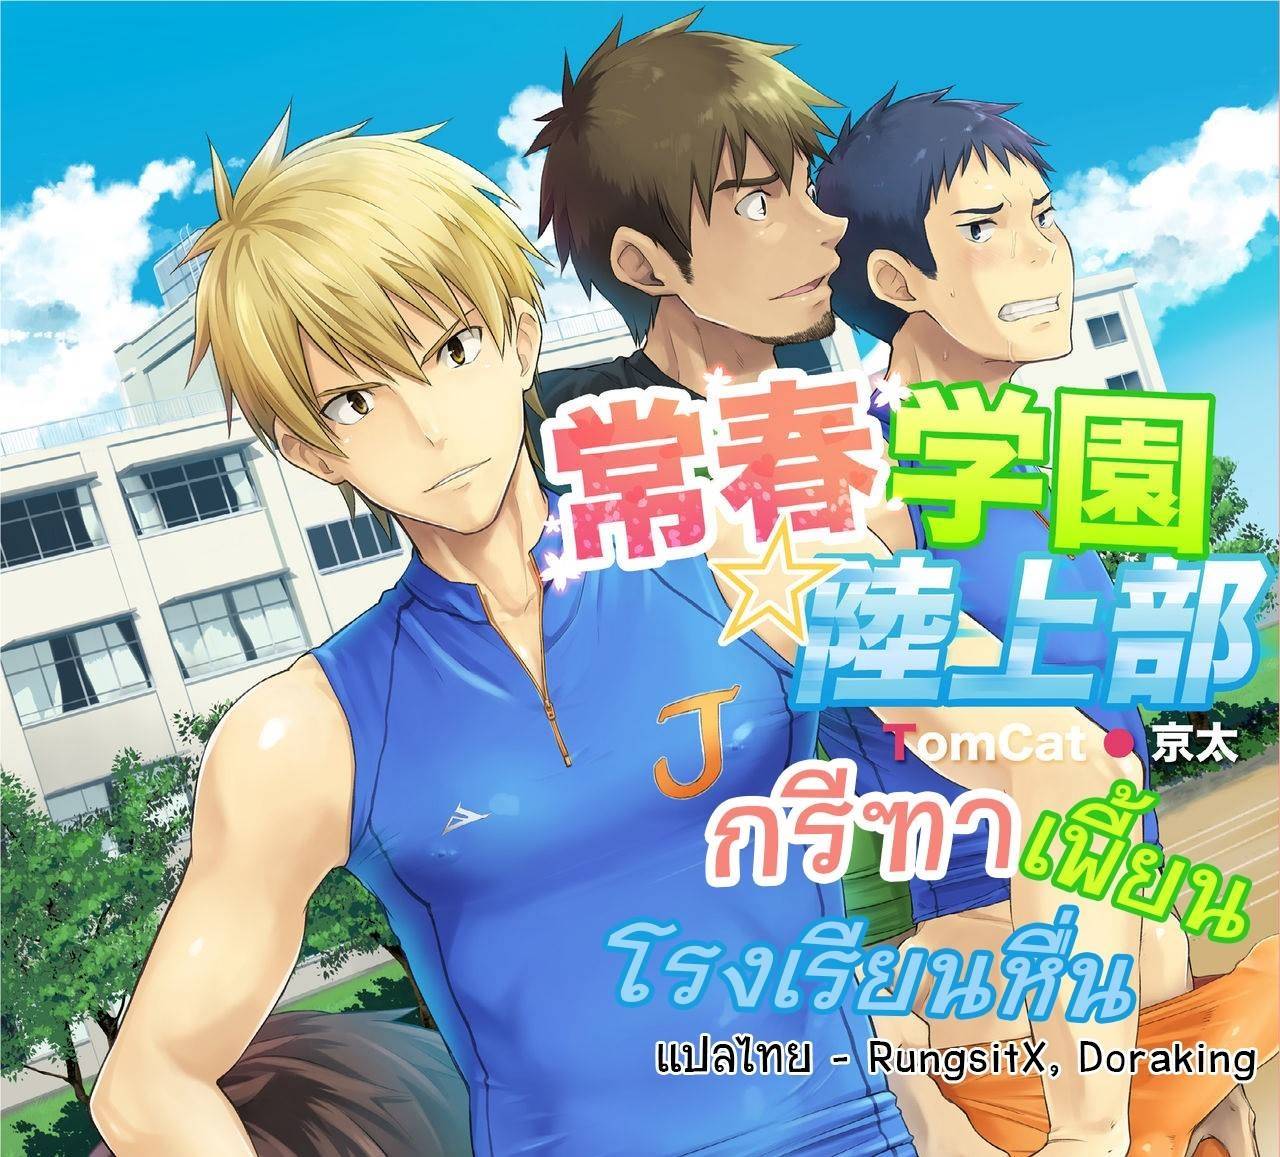 常春学園
☆陸上部
TomCat●京太
J
กรีฑาเพี้ยน
โรงเรียนหื่น
แปลไทย - RungsitX, Doraking